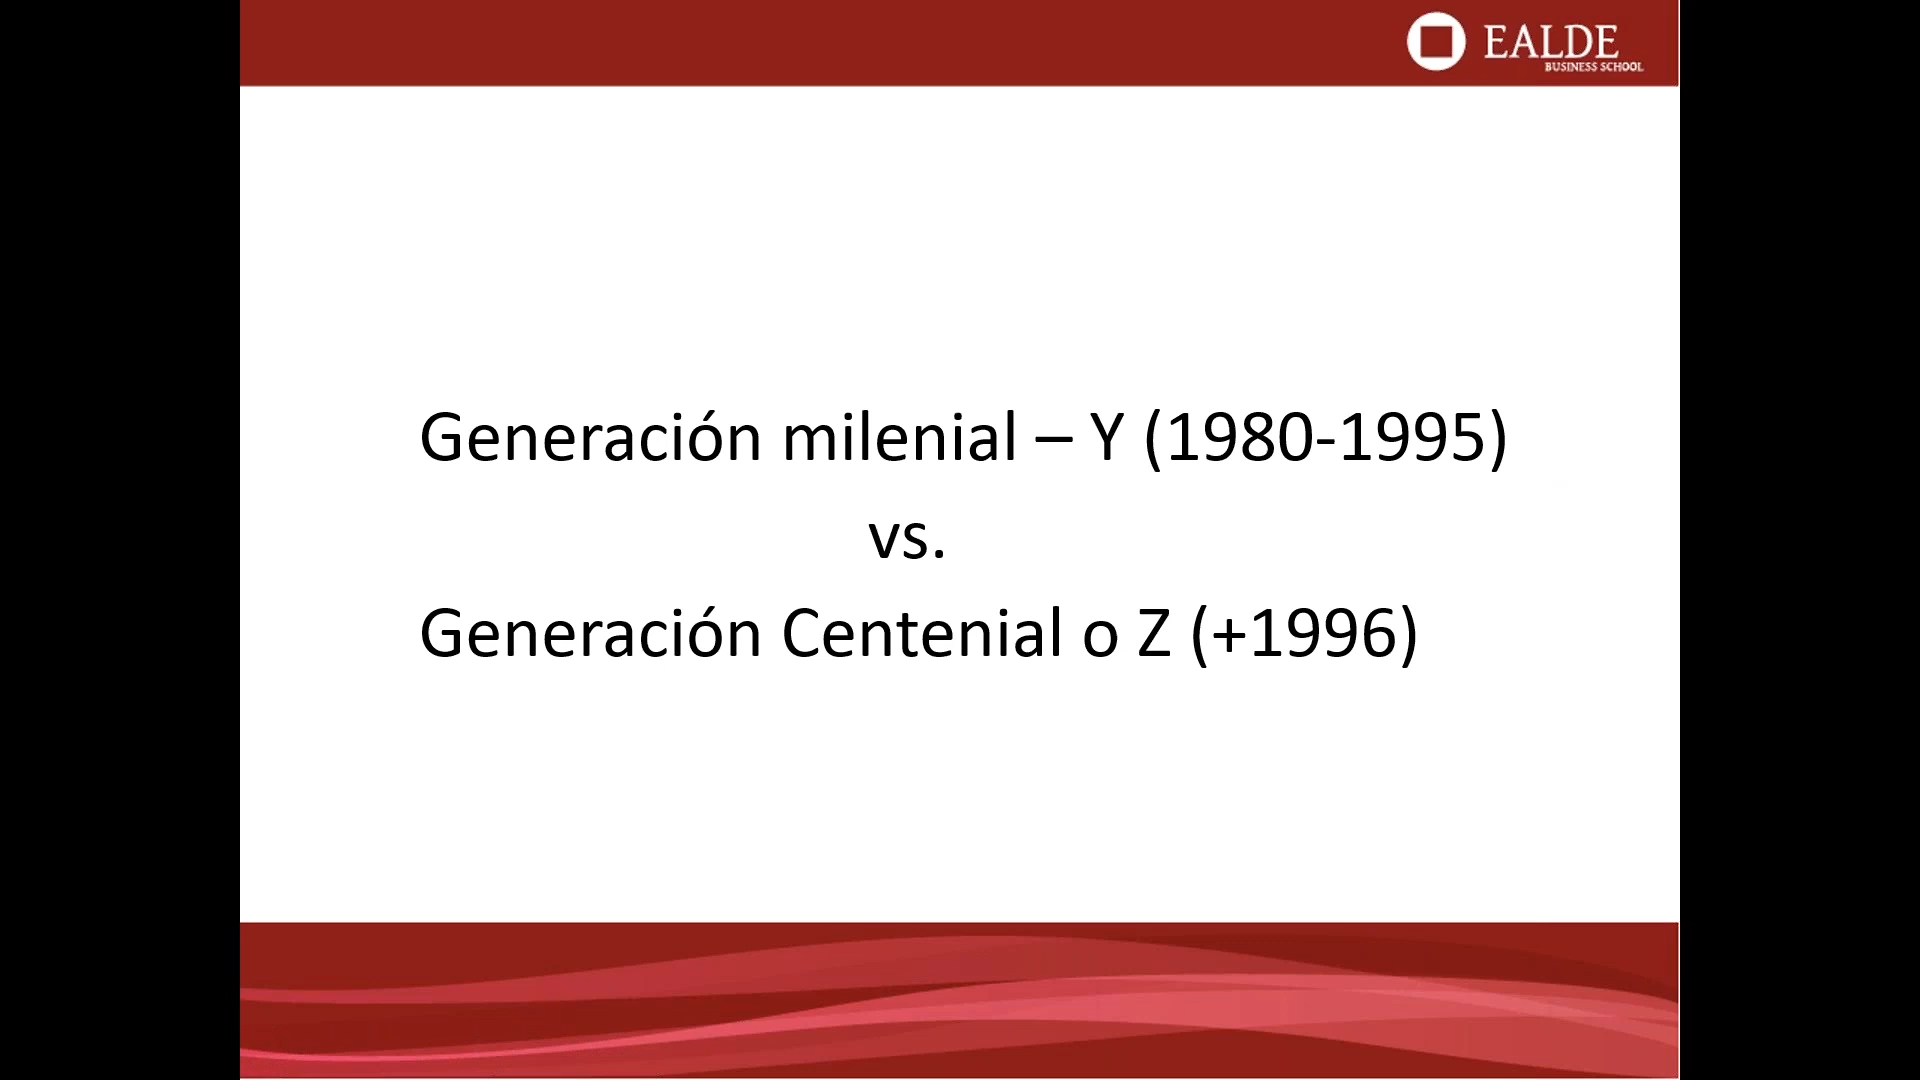 EALDE
BUSINESS SCHOOL
Generación milenial – Y (1980-1995)
vs.
Generación Centenial o Z (+1996)